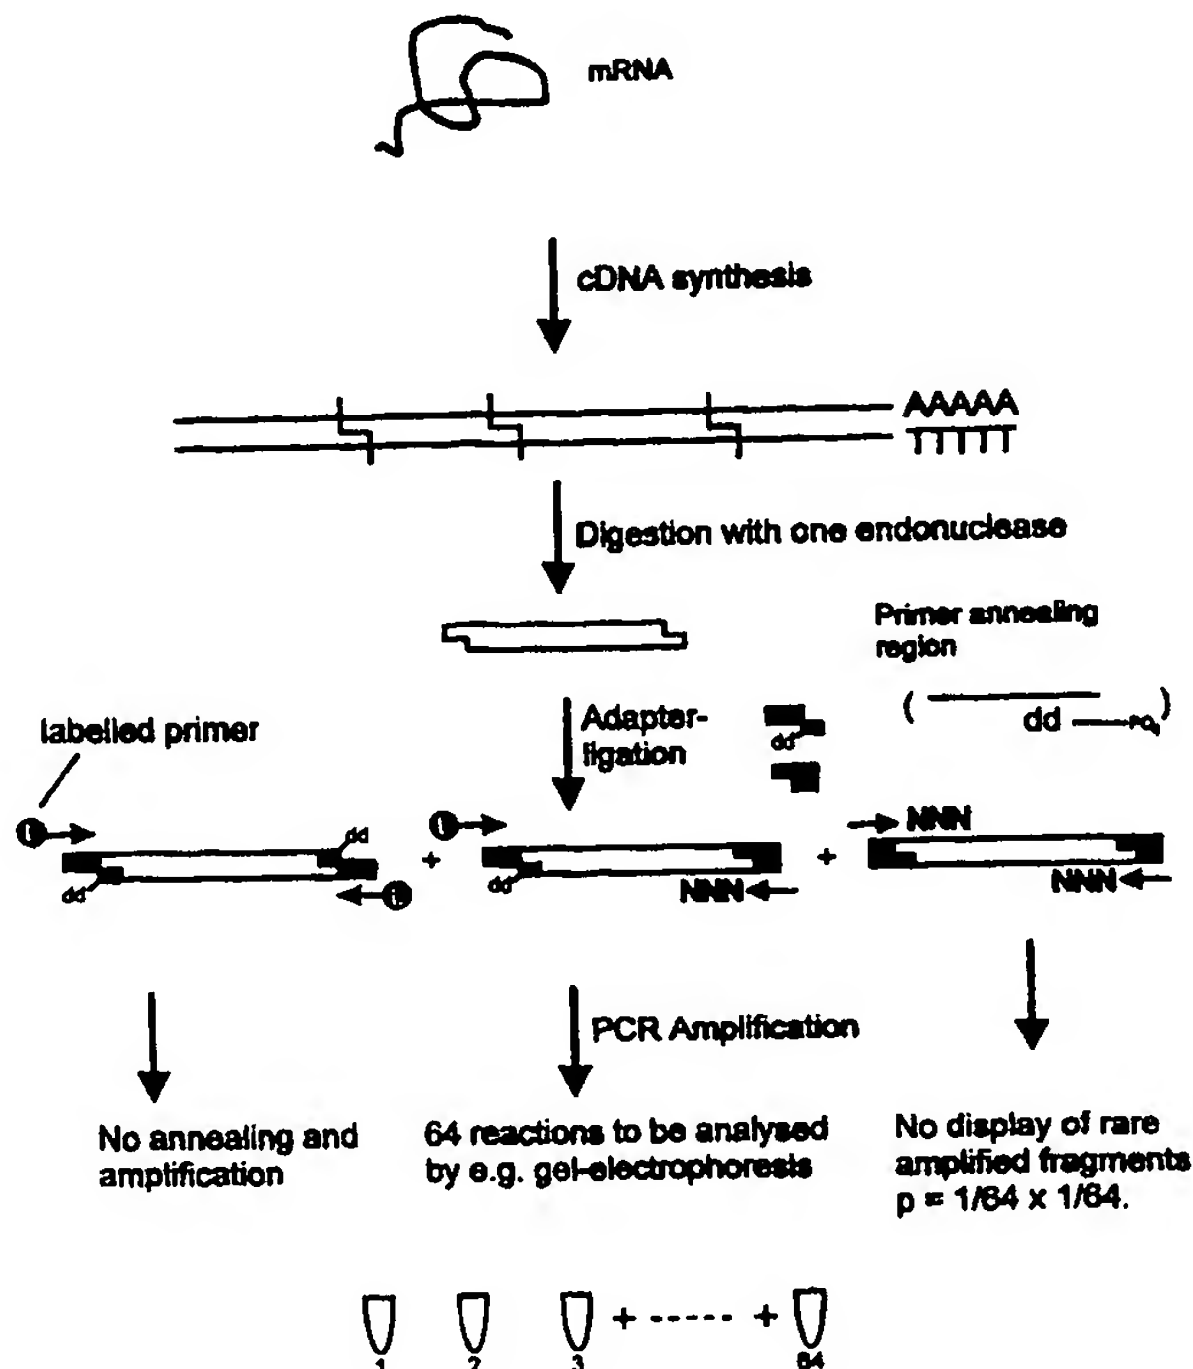 mRNA
cDNA synthesis
AAAAA
TTTTT
Digestion with one endonuclease
Primer annealing
region
( dd PO4 )
labelled primer
Adapter-
ligation
dd
NNN
dd
+
+
dd
dd
NNN
NNN
PCR Amplification
No annealing and
amplification
64 reactions to be analysed
by e.g. gel-electrophoresis
No display of rare
amplified fragments
p = 1/64 x 1/64.
+ ----- +
1 2 3 64